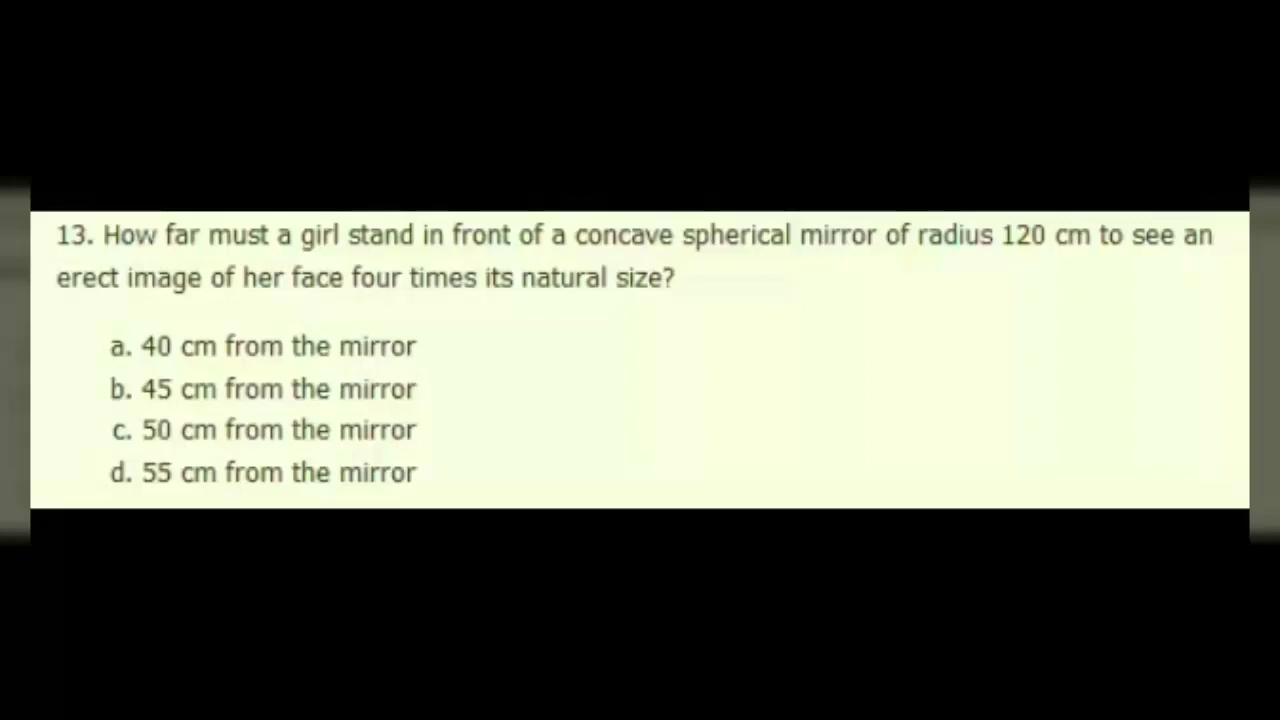 13. How far must a girl stand in front of a concave spherical mirror of radius 120 cm to see an
erect image of her face four times its natural size?
a. 40 cm from the mirror
b. 45 cm from the mirror
c. 50 cm from the mirror
d. 55 cm from the mirror